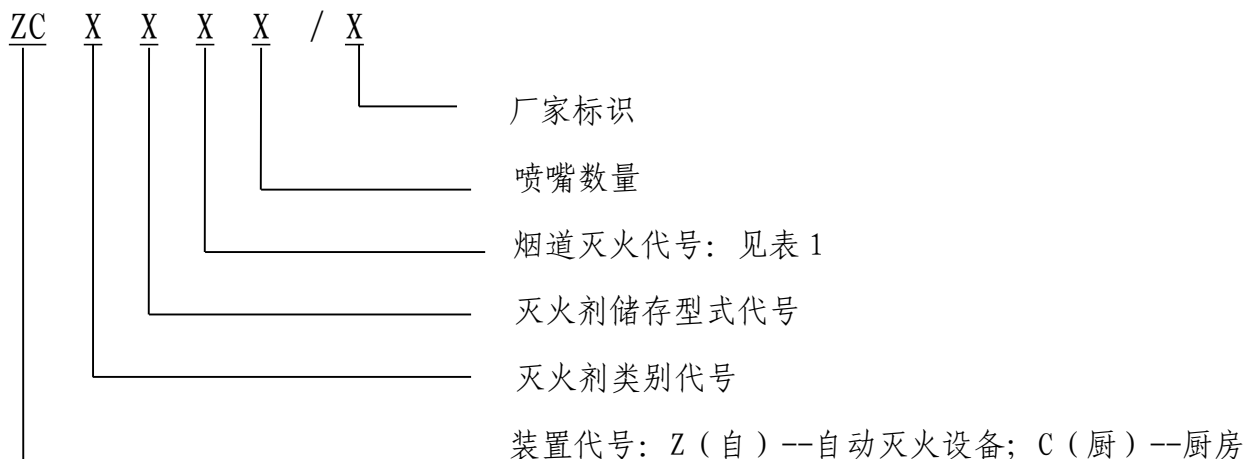 ZC X X X X / X
厂家标识
喷嘴数量
烟道灭火代号：见表 1
灭火剂储存型式代号
灭火剂类别代号
装置代号：Z（自）--自动灭火设备；C（厨）--厨房